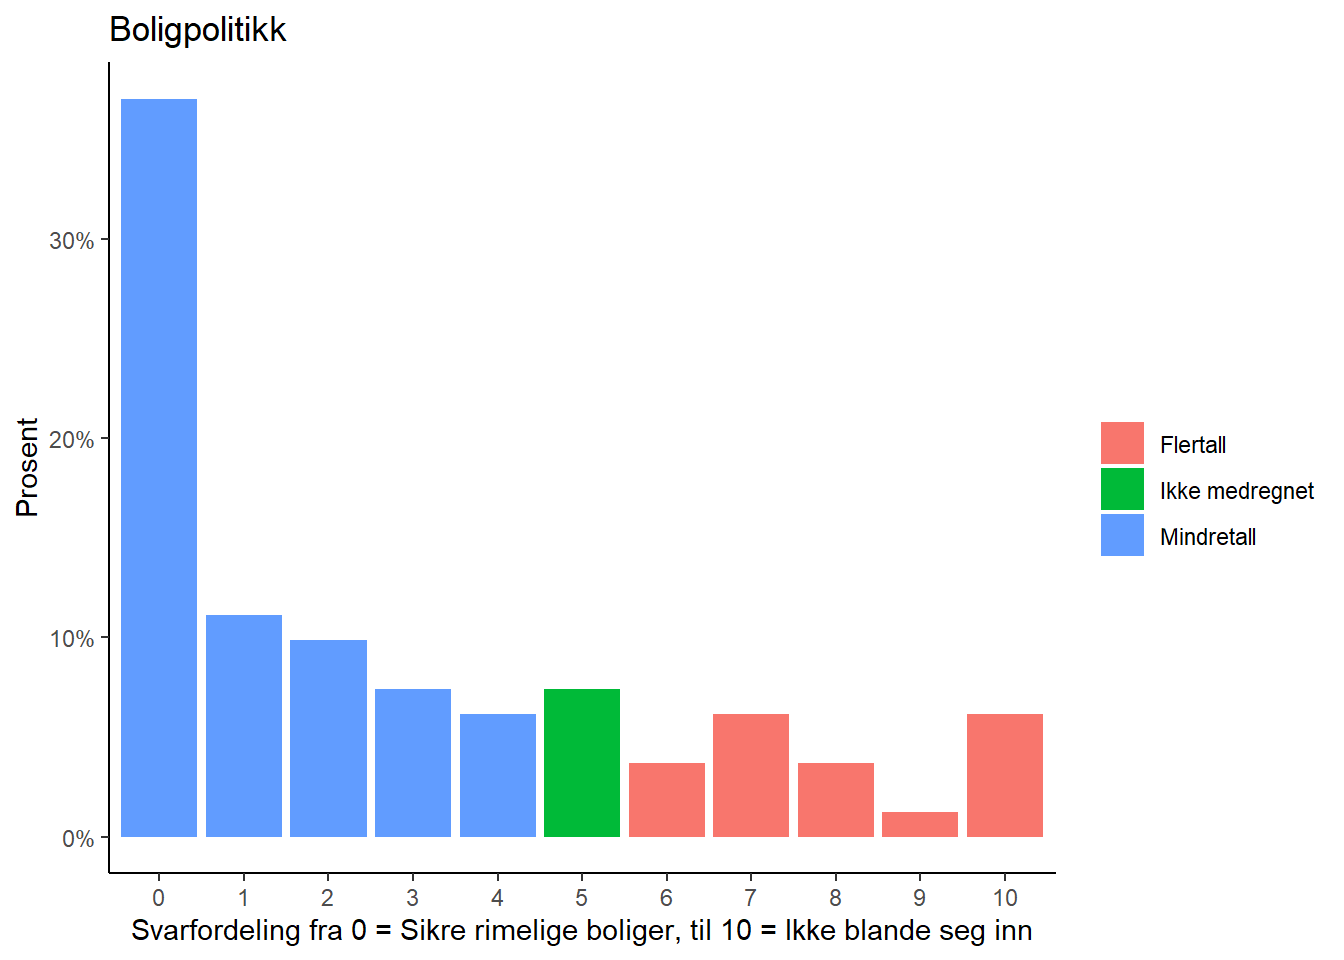 Boligpolitikk
Prosent
30%
20%
10%
0%
0 1 2 3 4 5 6 7 8 9 10
Svarfordeling fra 0 = Sikre rimelige boliger, til 10 = Ikke blande seg inn
Flertall
Ikke medregnet
Mindretall